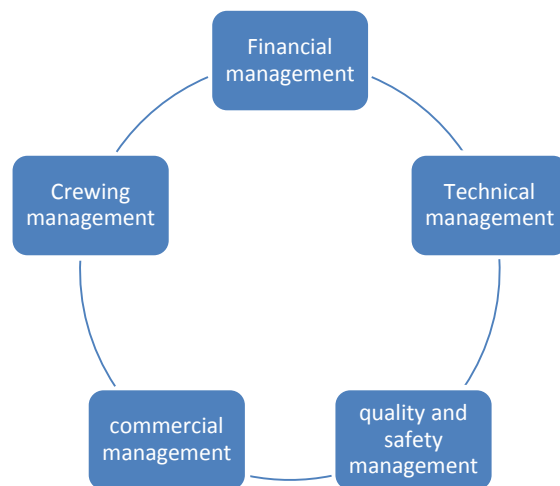 Financial
management
Technical
management
quality and
safety
management
commercial
management
Crewing
management